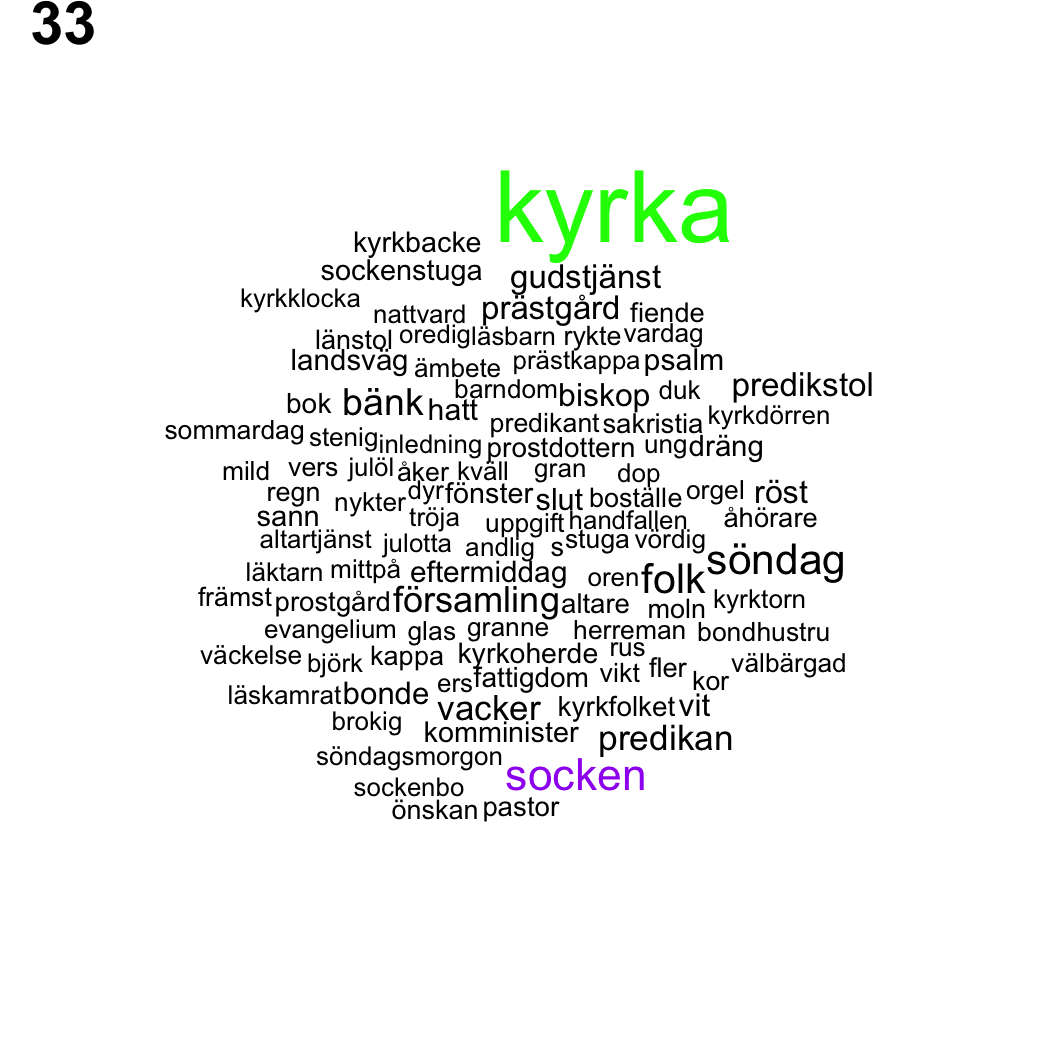 33
kyrka
kyrkbacke
sockenstuga gudstjänst
kyrkklocka
nattvard prästgård fiende
länstol oredig läsbarn rykte vardag
landsväg ämbete prästkappa psalm
barndom biskop duk predikstol
bok bänk hatt
predikant sakristia kyrkdörren
sommardag stenig inledning prostdottern ung dräng
mild vers julöl åker kväll gran dop
regn nykter dyr fönster slut boställe orgel röst
sann tröja uppgift handfallen åhörare
altartjänst julotta andlig s stuga vördig
söndag
läktarn mittpå eftermiddag oren folk
främst prostgård församling altare moln kyrktorn
evangelium glas granne herreman bondhustru
väckelse björk kappa kyrkoherde rus
välbärgad
ers fattigdom vikt fler kor
läskamrat bonde
vacker kyrkfolket vit
brokig
komminister predikan
söndagsmorgon
socken
sockenbo
önskan pastor